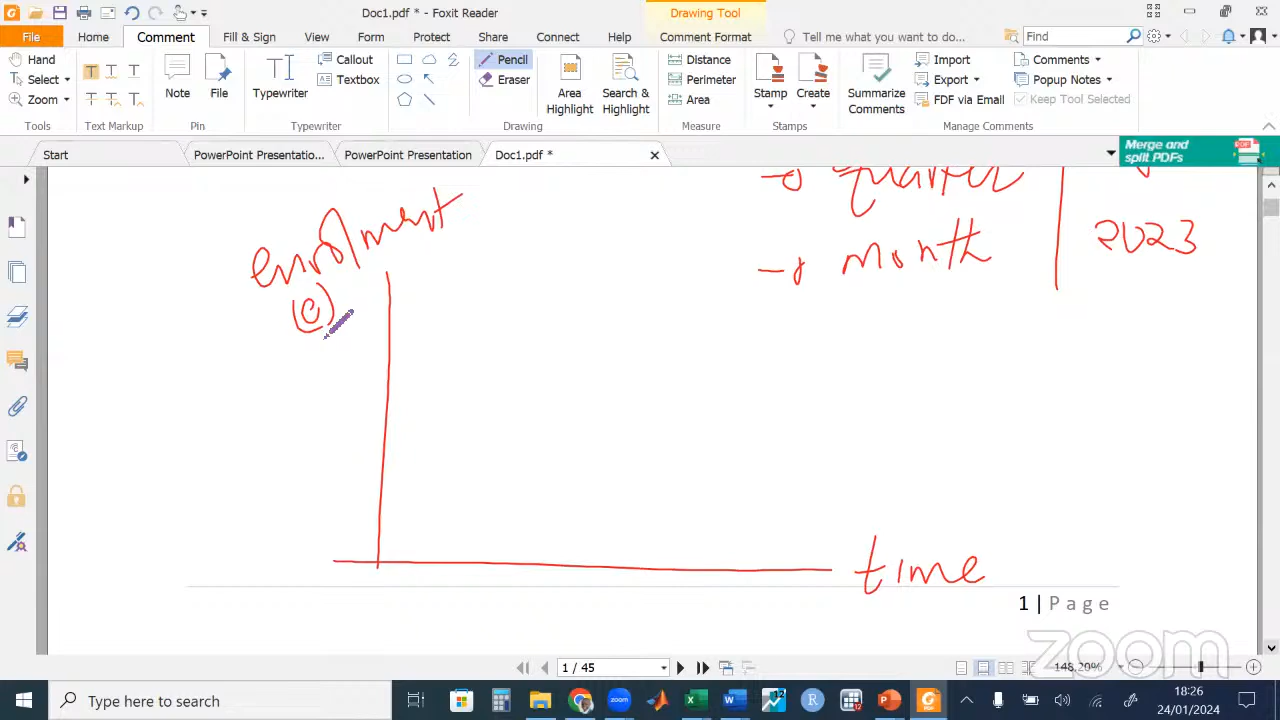 Doc1.pdf * - Foxit Reader
Drawing Tool
File
Home
Comment
Fill & Sign
View
Form
Protect
Share
Connect
Help
Comment Format
Tell me what you want to do...
Find
Hand
Select
Zoom
Tools
Text Markup
Note
File
Pin
Typewriter
Callout
Textbox
Typewriter
Pencil
Eraser
Drawing
Area Highlight
Search & Highlight
Distance
Perimeter
Area
Measure
Stamp
Create
Stamps
Summarize Comments
Import
Export
FDF via Email
Comments
Popup Notes
Keep Tool Selected
Manage Comments
Start
PowerPoint Presentatio...
PowerPoint Presentation
Doc1.pdf *
Merge and split PDFs
quarter
month
2023
enrolment
(e)
time
1 | Page
zoom
1 / 45
148.20%
Type here to search
18:26
24/01/2024